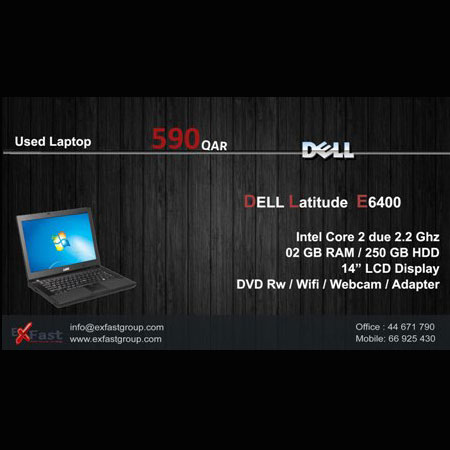 Used Laptop 590 QAR
DELL
DELL Latitude E6400
Intel Core 2 due 2.2 Ghz
02 GB RAM / 250 GB HDD
14” LCD Display
DVD Rw / Wifi / Webcam / Adapter
ExFast
info@exfastgroup.com
www.exfastgroup.com
Office : 44 671 790
Mobile: 66 925 430